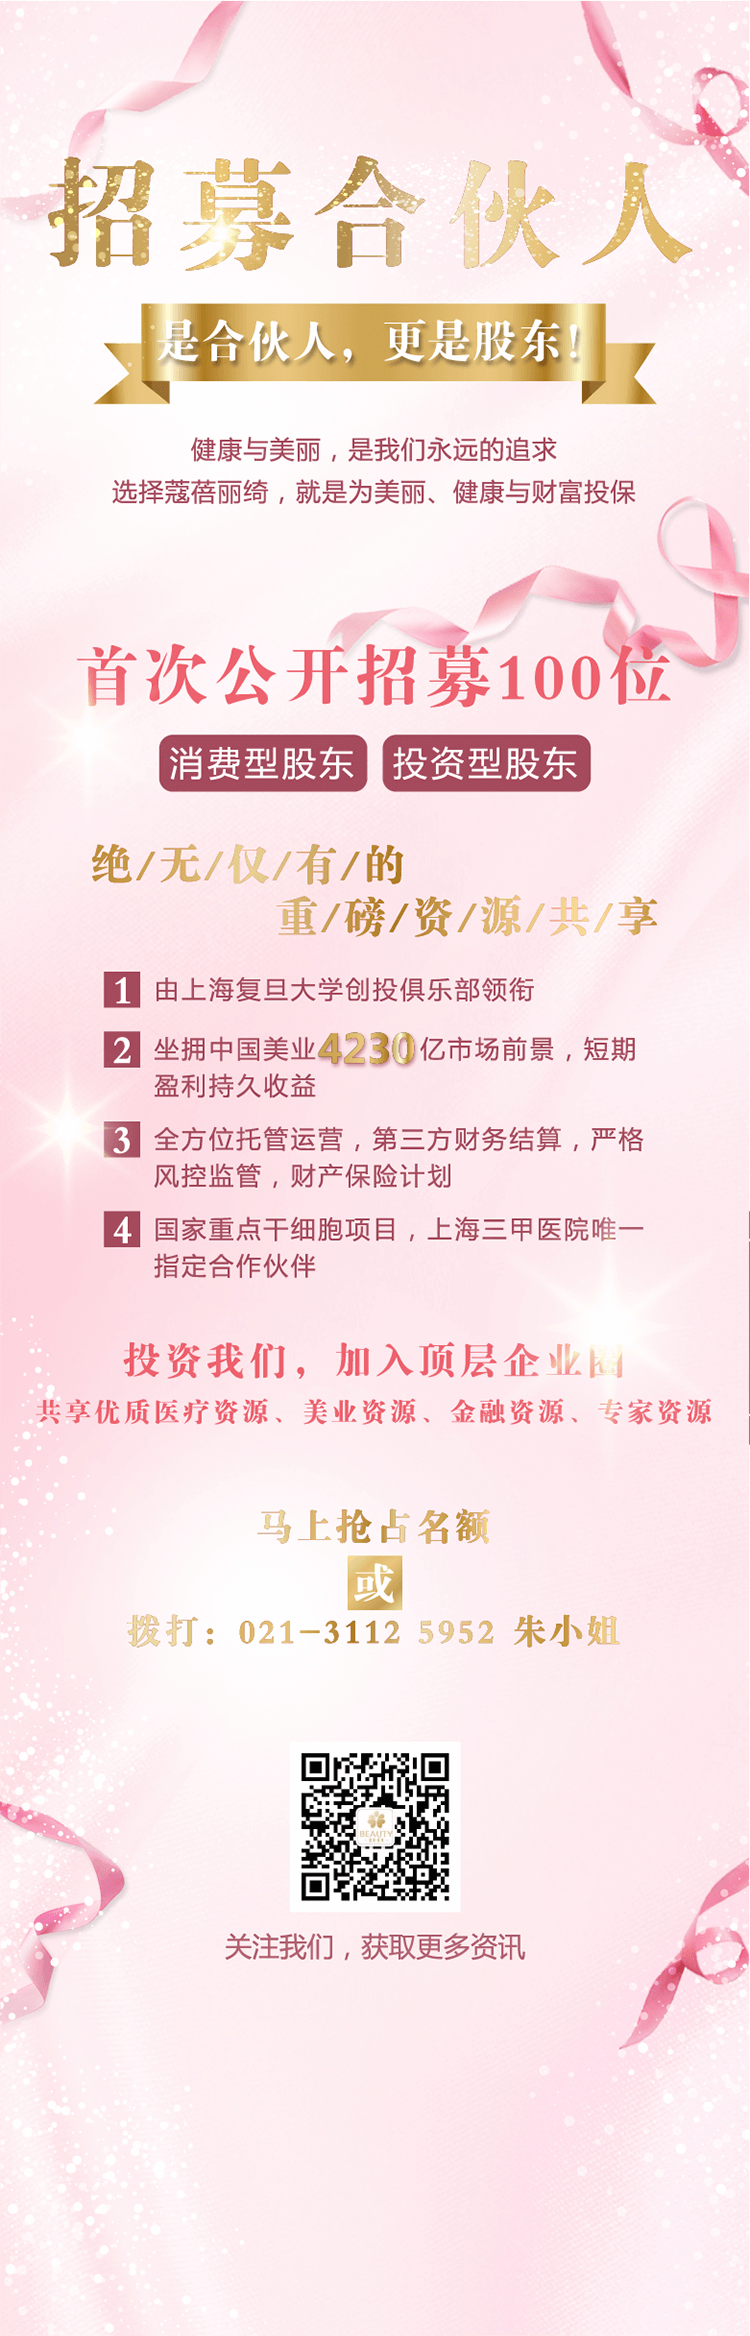 招募合伙人
是合伙人，更是股东！
健康与美丽，是我们永远的追求
选择蔻蓓丽绮，就是为美丽、健康与财富投保
首次公开招募100位
消费型股东 投资型股东
绝/无/仅/有/的
重/磅/资/源/共/享
1 由上海复旦大学创投俱乐部领衔
2 坐拥中国美业4230亿市场前景，短期
盈利持久收益
3 全方位托管运营，第三方财务结算，严格
风控监管，财产保险计划
4 国家重点干细胞项目，上海三甲医院唯一
指定合作伙伴
投资我们，加入顶层企业圈
共享优质医疗资源、美业资源、金融资源、专家资源
马上抢占名额
或
拨打：021-3112 5952 朱小姐
BEAUTY
关注我们，获取更多资讯